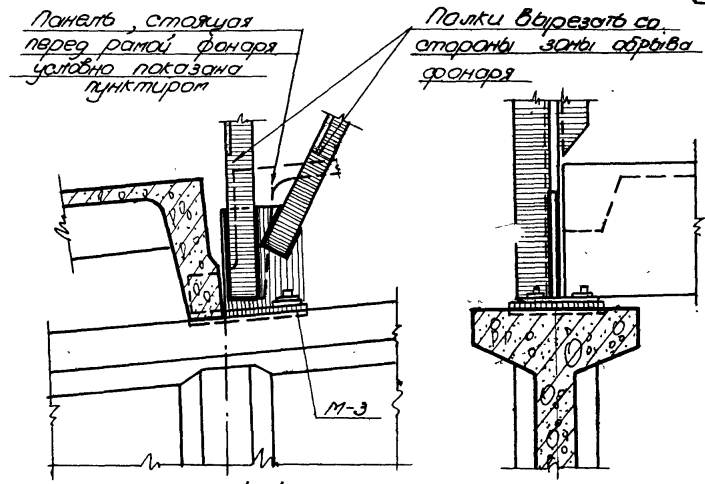 Панель, стоящая
перед рамой фонаря
условно показана
пунктиром
Полки вырезать со
стороны зоны обрыва
фонаря
М-3